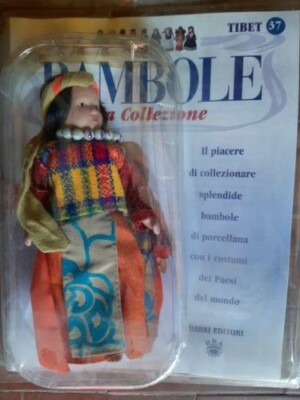 TIBET 37
BAMBOLE
da Collezione
Il piacere
di collezionare
splendide
bambole
di porcellana
con i costumi
dei Paesi
del mondo
FABBRI EDITORI